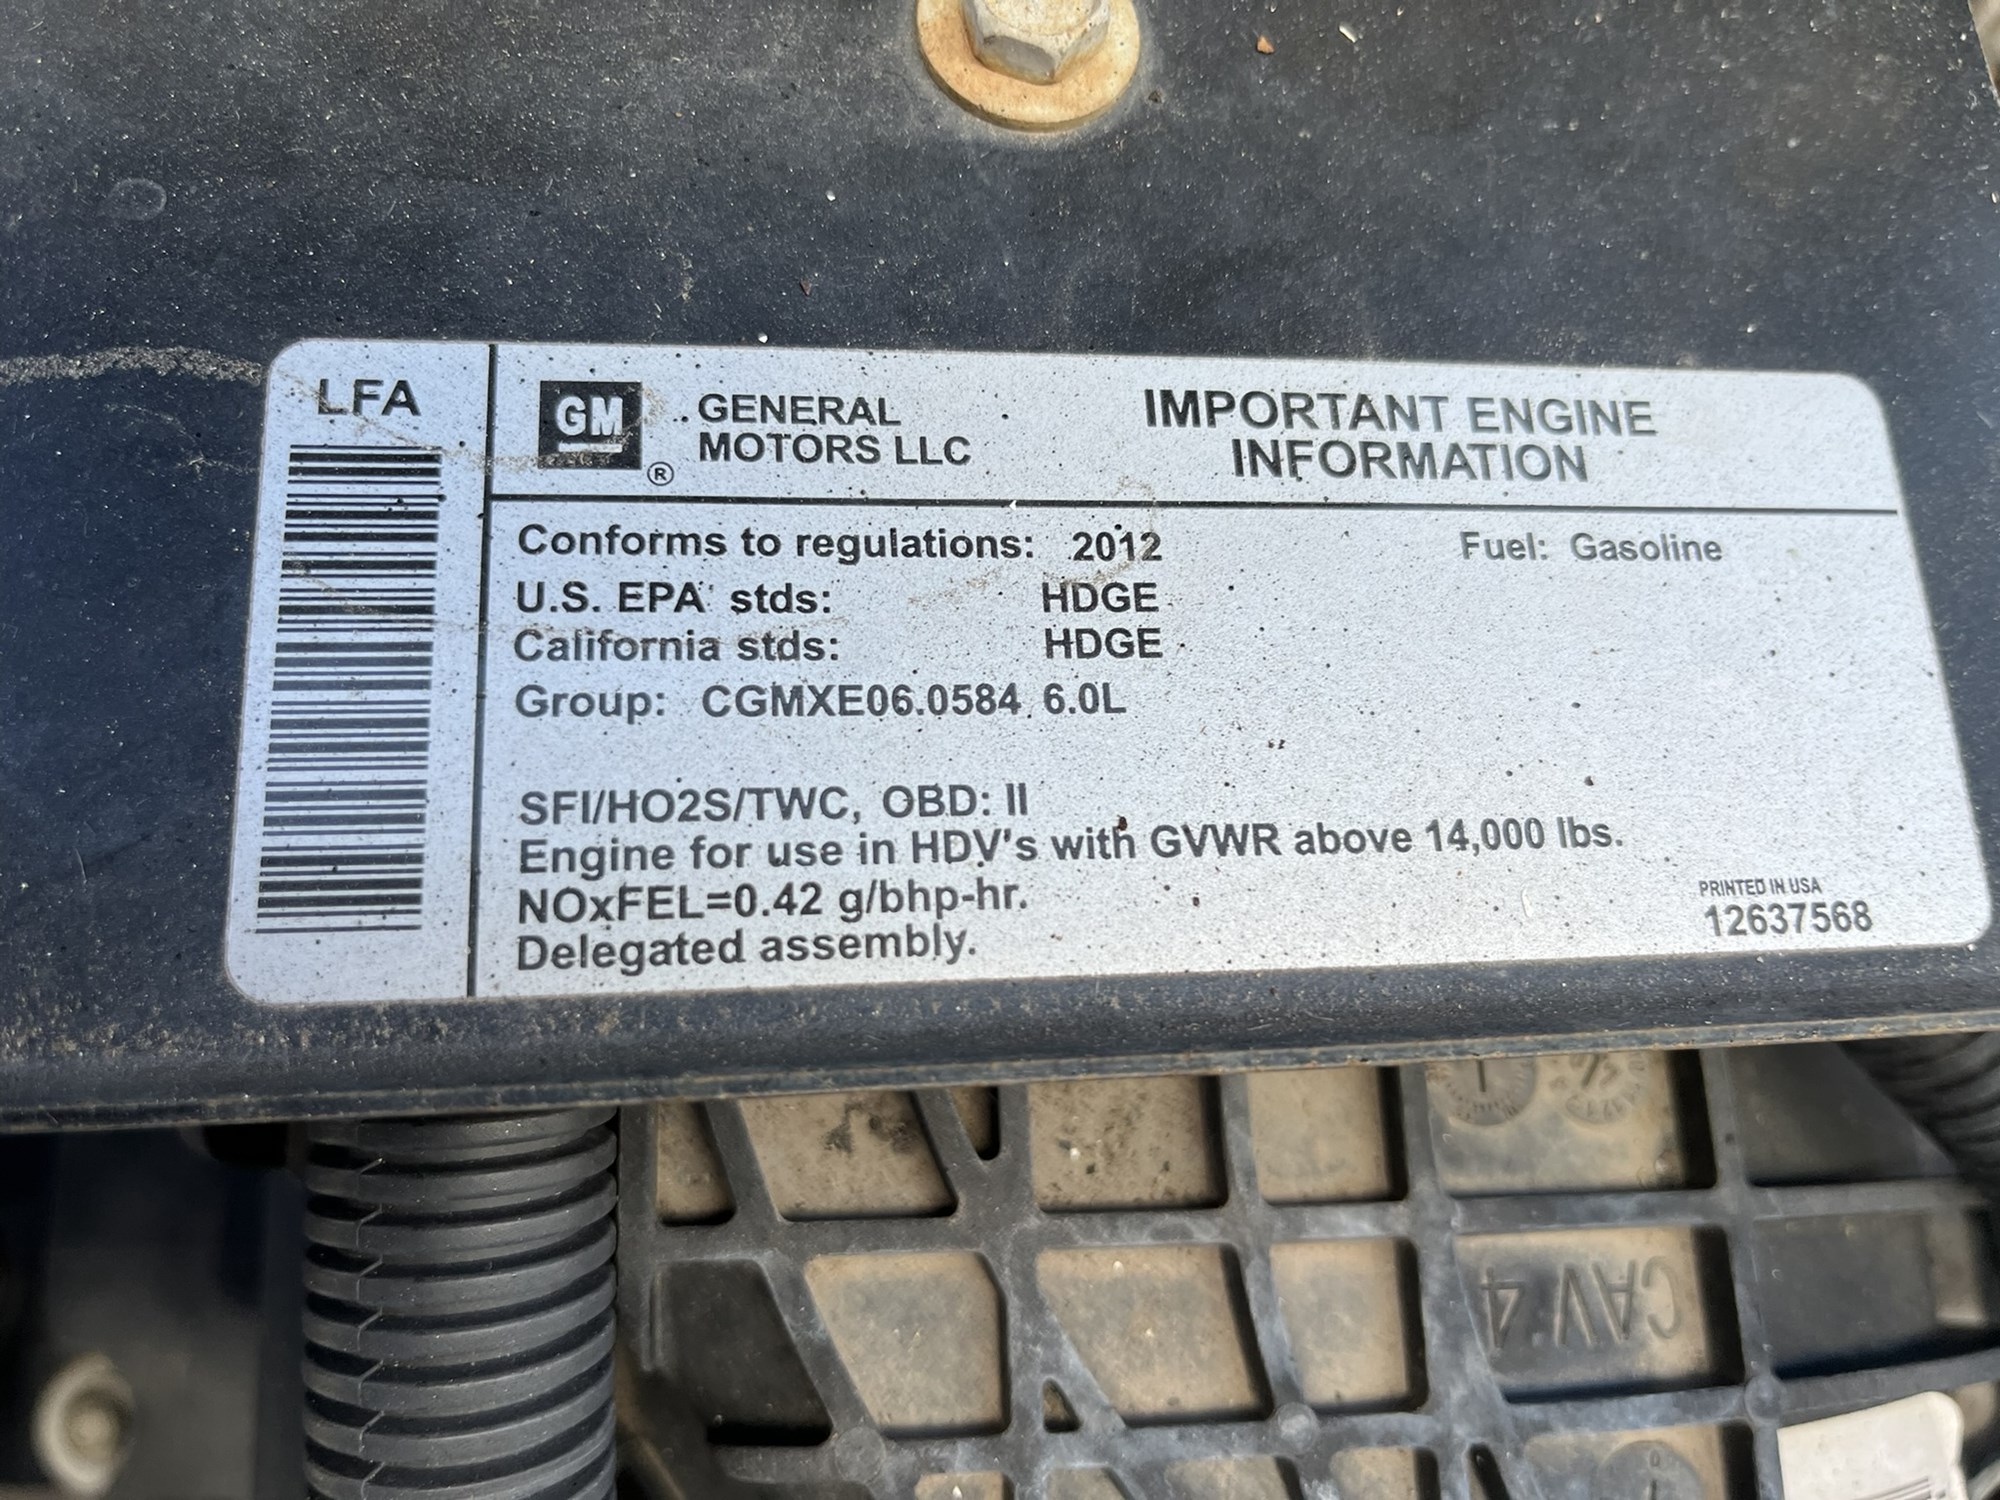 LFA
GM
®
GENERAL
MOTORS LLC
IMPORTANT ENGINE
INFORMATION
Conforms to regulations: 2012
Fuel: Gasoline
U.S. EPA stds: HDGE
California stds: HDGE
Group: CGMXE06.0584 6.0L
SFI/HO2S/TWC, OBD: II
Engine for use in HDV's with GVWR above 14,000 lbs.
NOxFEL=0.42 g/bhp-hr.
Delegated assembly.
PRINTED IN USA
12637568
CAV 4